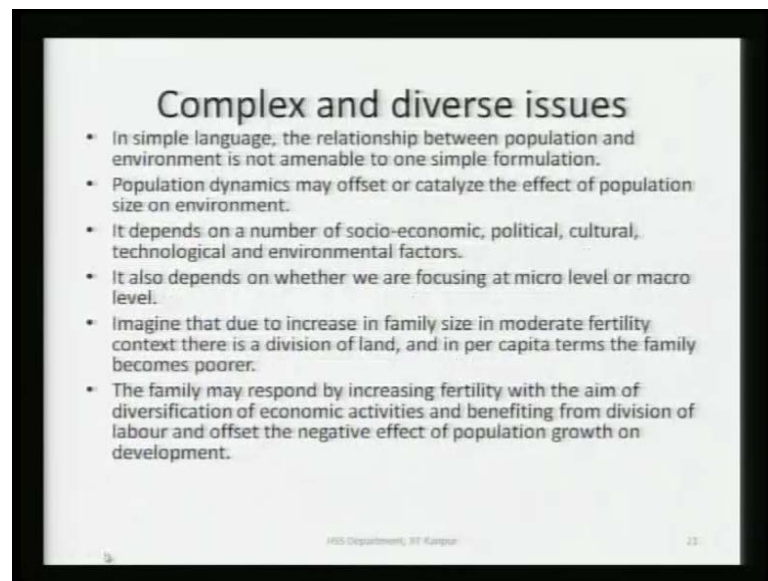 Complex and diverse issues
• In simple language, the relationship between population and
environment is not amenable to one simple formulation.
• Population dynamics may offset or catalyze the effect of population
size on environment.
• It depends on a number of socio-economic, political, cultural,
technological and environmental factors.
• It also depends on whether we are focusing at micro level or macro
level.
• Imagine that due to increase in family size in moderate fertility
context there is a division of land, and in per capita terms the family
becomes poorer.
• The family may respond by increasing fertility with the aim of
diversification of economic activities and benefiting from division of
labour and offset the negative effect of population growth on
development.
HSS Department, IIT Kanpur